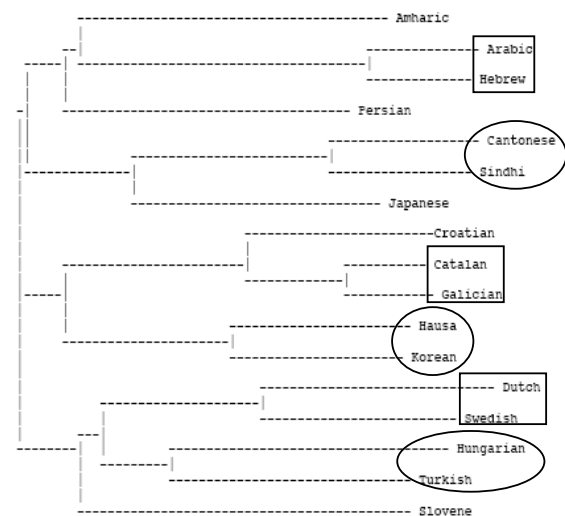 Amharic
Arabic
Hebrew
Persian
Cantonese
Sindhi
Japanese
Croatian
Catalan
Galician
Hausa
Korean
Dutch
Swedish
Hungarian
Turkish
Slovene